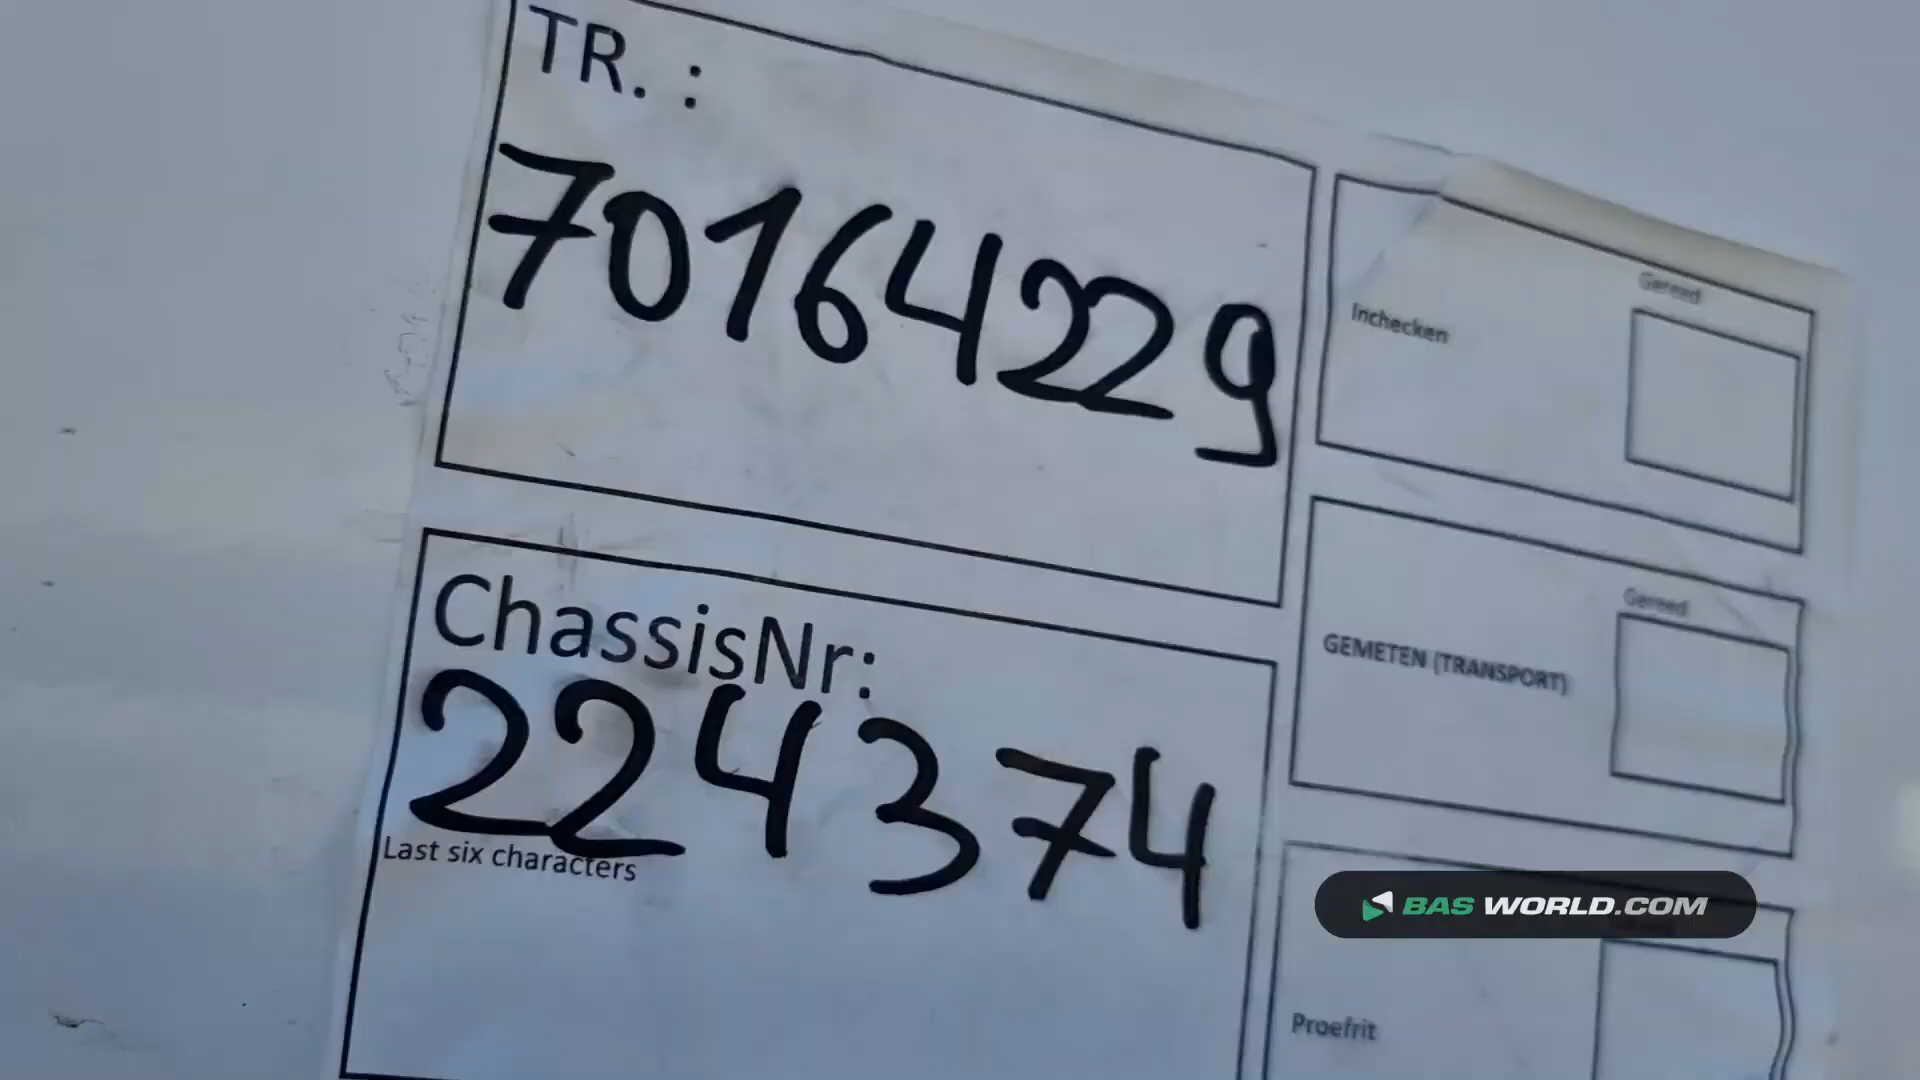 TR. :
70164229
ChassisNr:
224374
Last six characters
Gereed
Inchecken
Gereed
GEMETEN (TRANSPORT)
BAS WORLD.COM
Proefrit